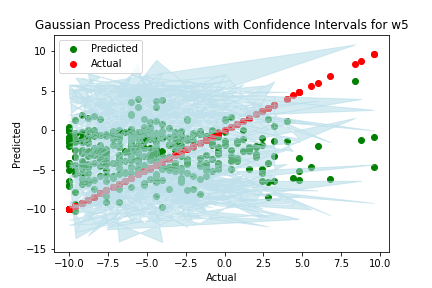 Gaussian Process Predictions with Confidence Intervals for w5
Predicted
Actual
10
5
0
−5
−10
−15
Predicted
−10.0 −7.5 −5.0 −2.5 0.0 2.5 5.0 7.5 10.0
Actual